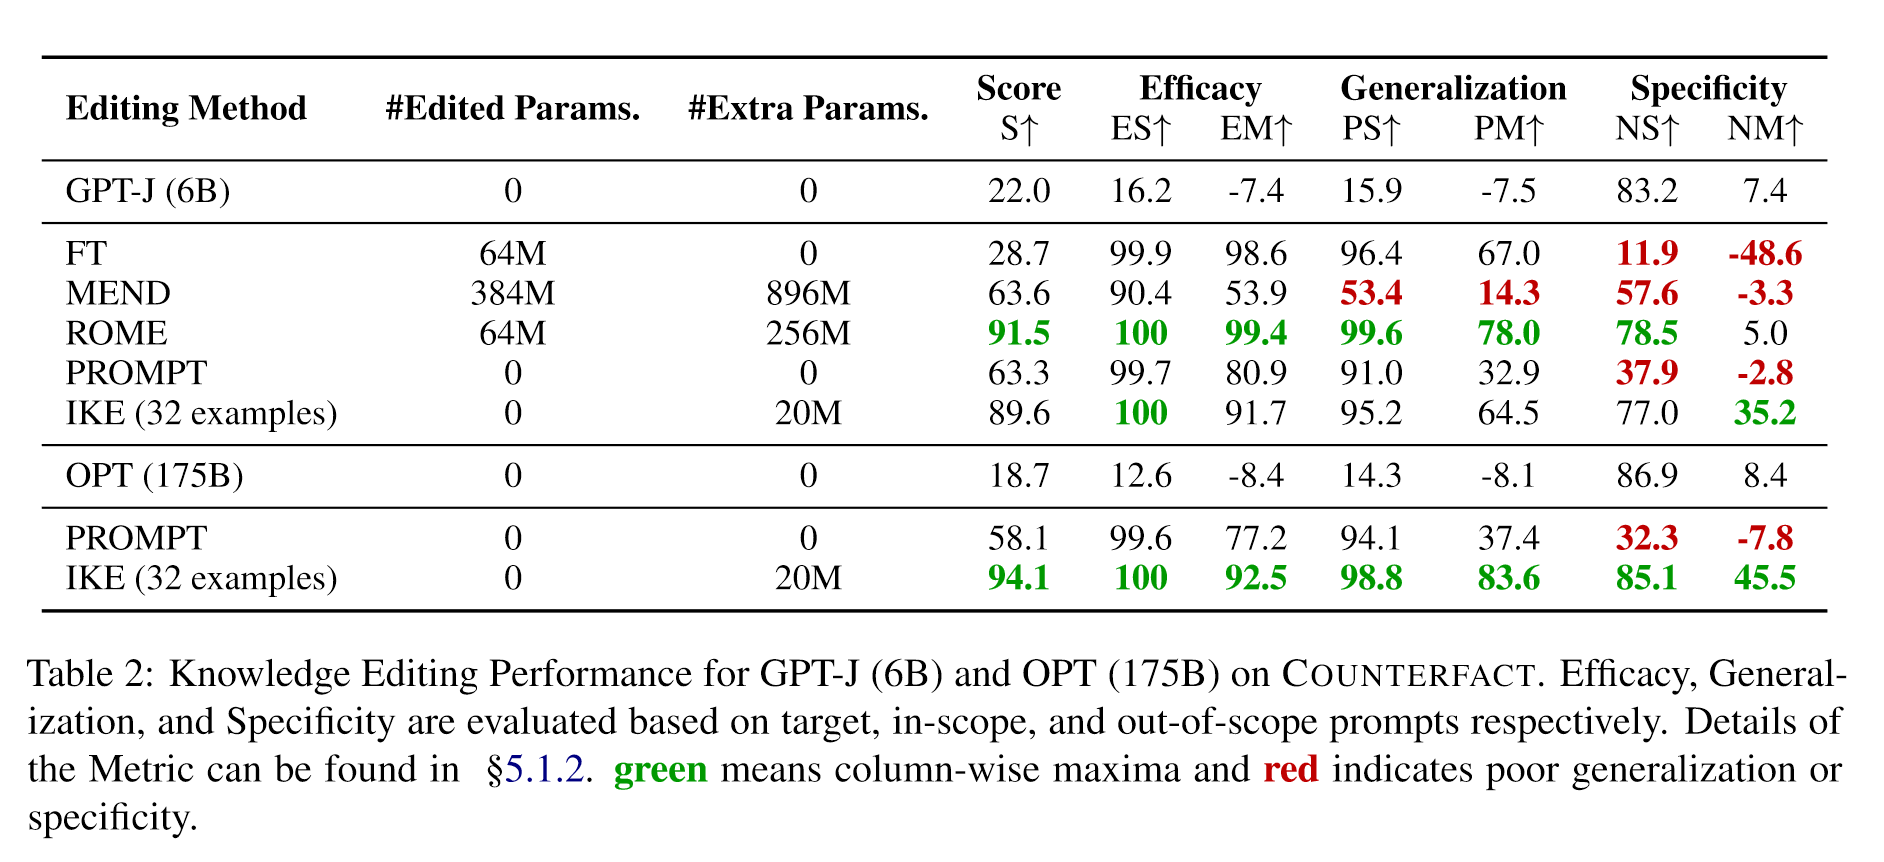 Editing Method #Edited Params. #Extra Params. Score Efficacy Generalization Specificity
S↑ ES↑ EM↑ PS↑ PM↑ NS↑ NM↑
GPT-J (6B) 0 0 22.0 16.2 -7.4 15.9 -7.5 83.2 7.4
FT 64M 0 28.7 99.9 98.6 96.4 67.0 11.9 -48.6
MEND 384M 896M 63.6 90.4 53.9 53.4 14.3 57.6 -3.3
ROME 64M 256M 91.5 100 99.4 99.6 78.0 78.5 5.0
PROMPT 0 0 63.3 99.7 80.9 91.0 32.9 37.9 -2.8
IKE (32 examples) 0 20M 89.6 100 91.7 95.2 64.5 77.0 35.2
OPT (175B) 0 0 18.7 12.6 -8.4 14.3 -8.1 86.9 8.4
PROMPT 0 0 58.1 99.6 77.2 94.1 37.4 32.3 -7.8
IKE (32 examples) 0 20M 94.1 100 92.5 98.8 83.6 85.1 45.5
Table 2: Knowledge Editing Performance for GPT-J (6B) and OPT (175B) on COUNTERFACT. Efficacy, General-
ization, and Specificity are evaluated based on target, in-scope, and out-of-scope prompts respectively. Details of
the Metric can be found in §5.1.2. green means column-wise maxima and red indicates poor generalization or
specificity.